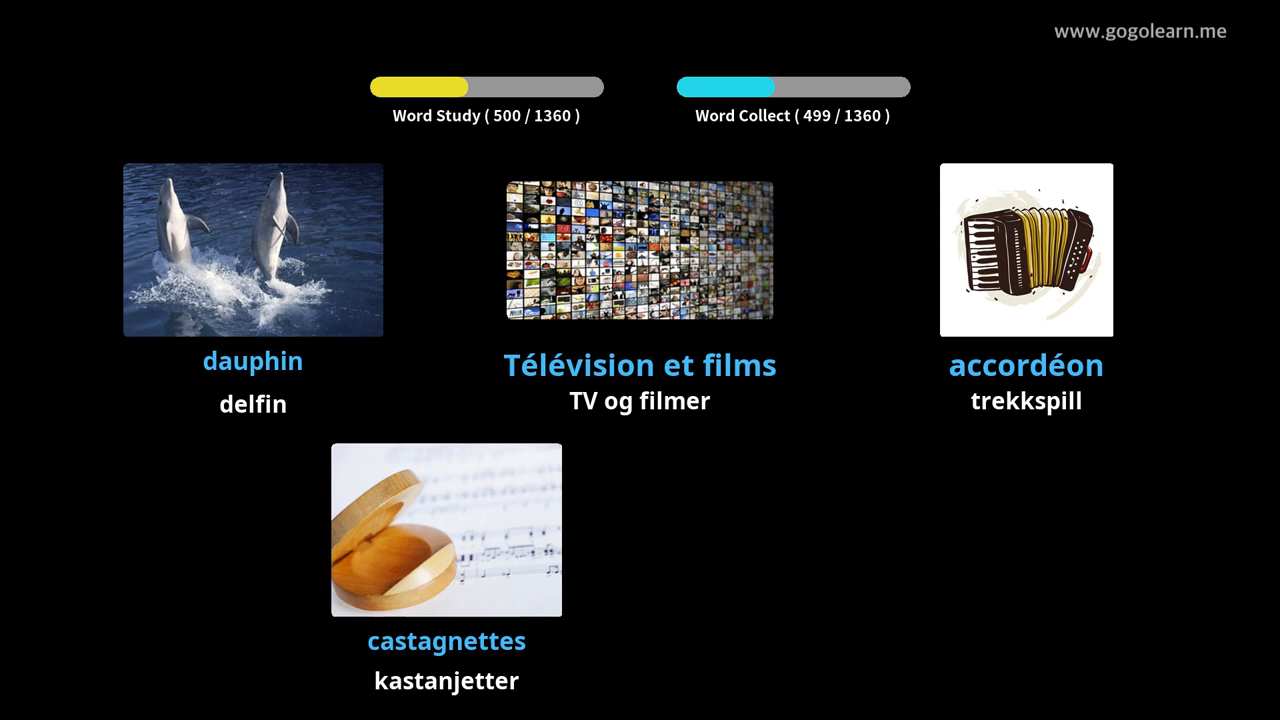 www.gogolearn.me
Word Study ( 500 / 1360 )
Word Collect ( 499 / 1360 )
dauphin
delfin
Télévision et films
TV og filmer
accordéon
trekkspill
castagnettes
kastanjetter